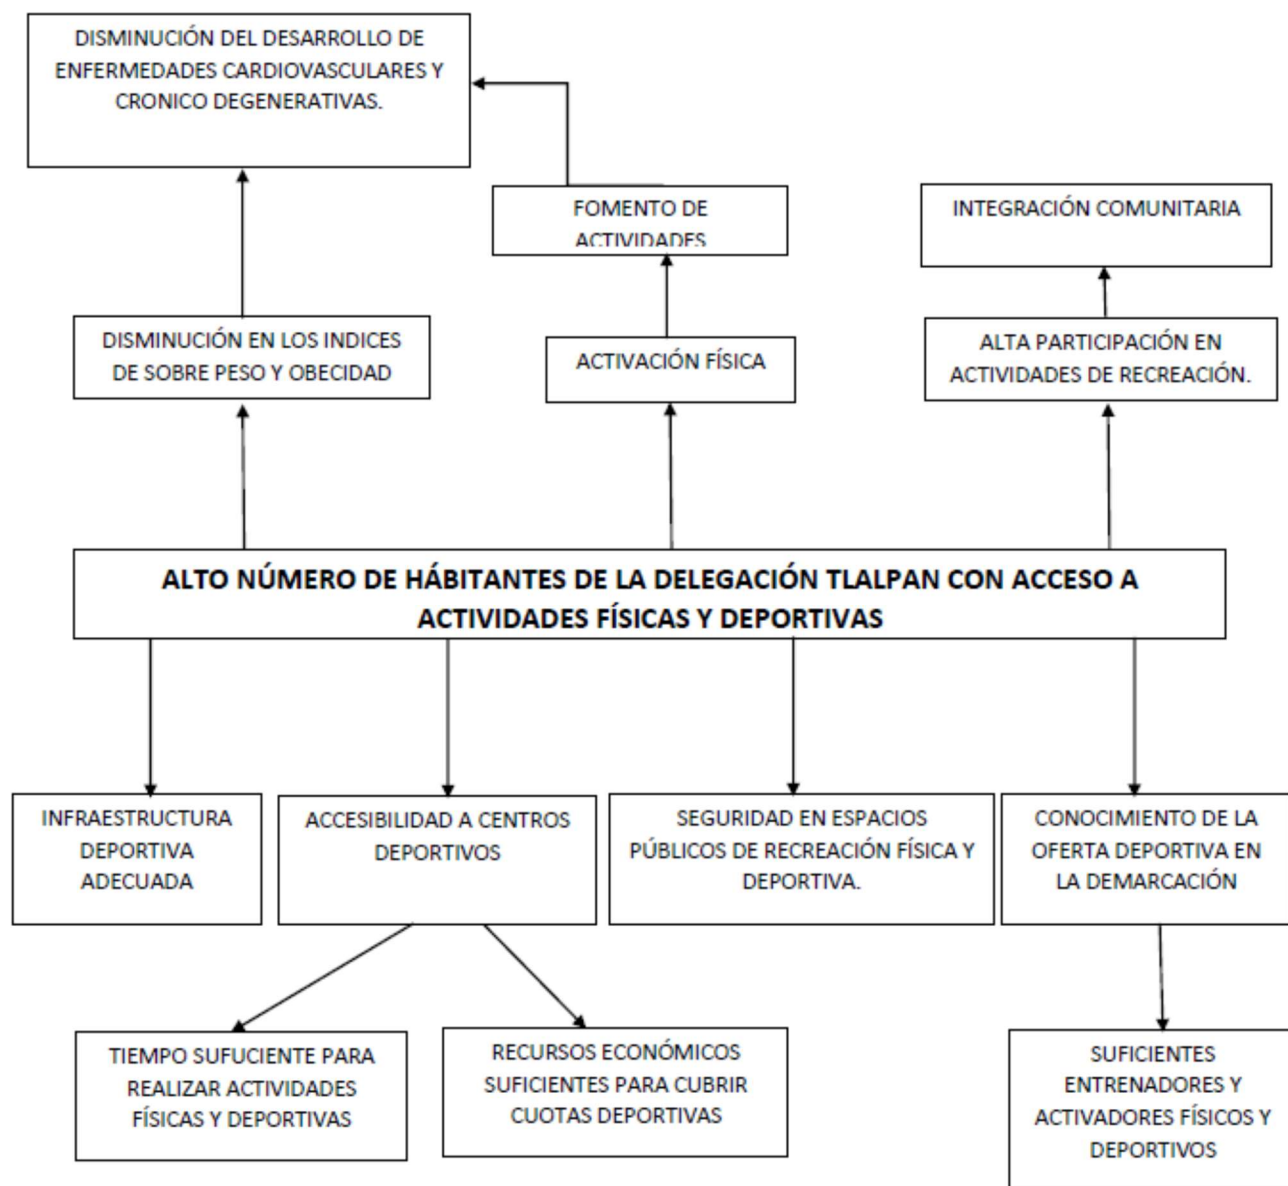 DISMINUCIÓN DEL DESARROLLO DE
ENFERMEDADES CARDIOVASCULARES Y
CRONICO DEGENERATIVAS.
FOMENTO DE
ACTIVIDADES
INTEGRACIÓN COMUNITARIA
DISMINUCIÓN EN LOS INDICES
DE SOBRE PESO Y OBECIDAD
ACTIVACIÓN FÍSICA
ALTA PARTICIPACIÓN EN
ACTIVIDADES DE RECREACIÓN.
ALTO NÚMERO DE HÁBITANTES DE LA DELEGACIÓN TLALPAN CON ACCESO A
ACTIVIDADES FÍSICAS Y DEPORTIVAS
INFRAESTRUCTURA
DEPORTIVA
ADECUADA
ACCESIBILIDAD A CENTROS
DEPORTIVOS
SEGURIDAD EN ESPACIOS
PÚBLICOS DE RECREACIÓN FÍSICA Y
DEPORTIVA.
CONOCIMIENTO DE LA
OFERTA DEPORTIVA EN
LA DEMARCACIÓN
TIEMPO SUFUCIENTE PARA
REALIZAR ACTIVIDADES
FÍSICAS Y DEPORTIVAS
RECURSOS ECONÓMICOS
SUFICIENTES PARA CUBRIR
CUOTAS DEPORTIVAS
SUFICIENTES
ENTRENADORES Y
ACTIVADORES FÍSICOS Y
DEPORTIVOS